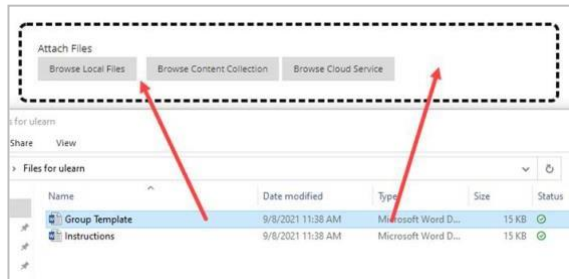 Attach Files
Browse Local Files Browse Content Collection Browse Cloud Service
s for ulearn
Share View
Files for ulearn
Name Date modified Type Size Status
Group Template 9/8/2021 11:38 AM Microsoft Word D... 15 KB
Instructions 9/8/2021 11:38 AM Microsoft Word D... 15 KB